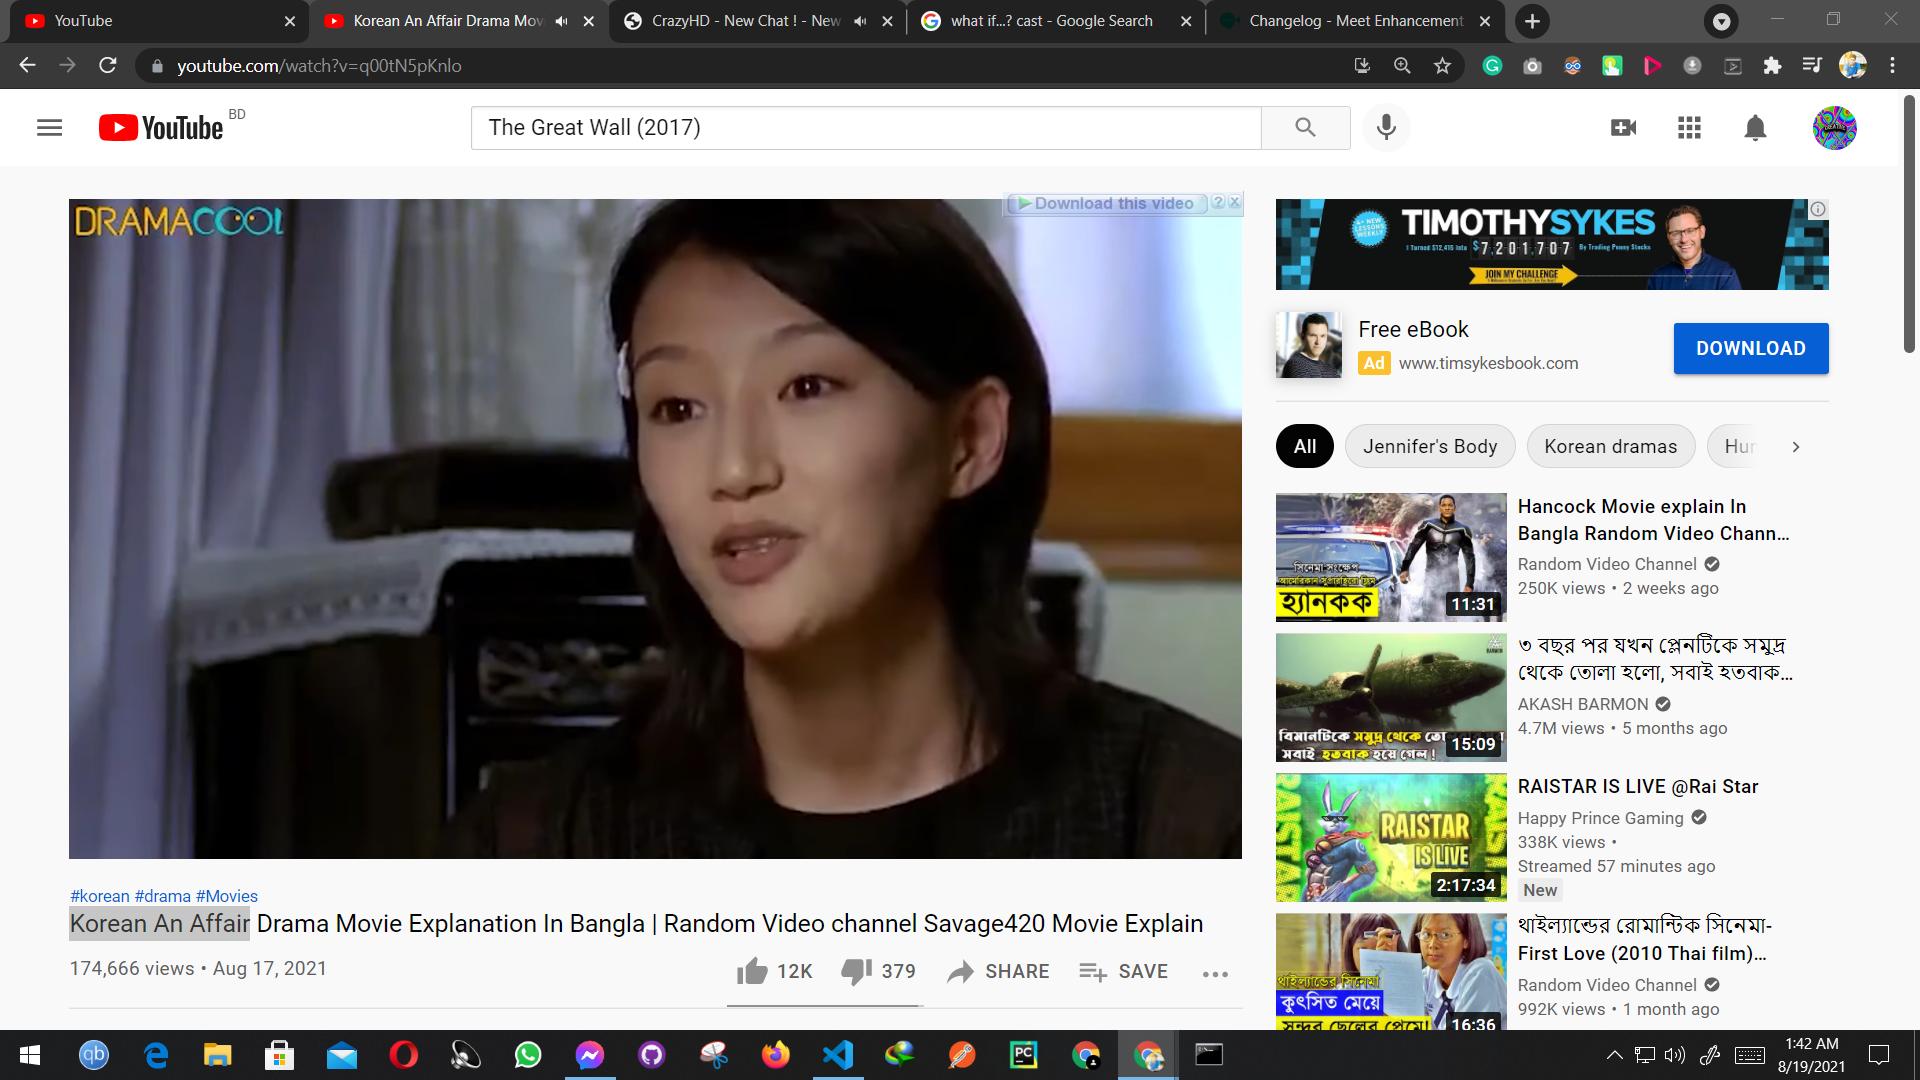 YouTube
Korean An Affair Drama Mov
CrazyHD - New Chat ! - New
what if...? cast - Google Search
Changelog - Meet Enhancement
youtube.com/watch?v=q00tN5pKnlo
YouTube BD
The Great Wall (2017)
DRAMACOOL
Download this video
TIMOTHYSYKES
4+ NEW LESSONS WEEKLY
I Turned $12,415 Into $7,201,707 By Trading Penny Stocks
JOIN MY CHALLENGE
Free eBook
Ad www.timsykesbook.com
DOWNLOAD
All
Jennifer's Body
Korean dramas
Hur
সিনেমা-সংক্ষেপ
হ্যানকক
11:31
Hancock Movie explain In
Bangla Random Video Chann...
Random Video Channel
250K views • 2 weeks ago
BARMON
বিমানটিকে সমুদ্র থেকে তো
সবাই হতবাক হয়ে গেল !
15:09
৩ বছর পর যখন প্লেনটিকে সমুদ্র
থেকে তোলা হলো, সবাই হতবাক...
AKASH BARMON
4.7M views • 5 months ago
RAISTAR
RAISTAR
IS LIVE
2:17:34
RAISTAR IS LIVE @Rai Star
Happy Prince Gaming
338K views •
Streamed 57 minutes ago
New
থাইল্যান্ডের সিনেমা
কুৎসিত মেয়ে
সুন্দর ছেলের প্রেমে!
16:36
থাইল্যান্ডের রোমান্টিক সিনেমা-
First Love (2010 Thai film)...
Random Video Channel
992K views • 1 month ago
#korean #drama #Movies
Korean An Affair Drama Movie Explanation In Bangla | Random Video channel Savage420 Movie Explain
174,666 views • Aug 17, 2021
12K
379
SHARE
SAVE
qb
PC
1:42 AM
8/19/2021